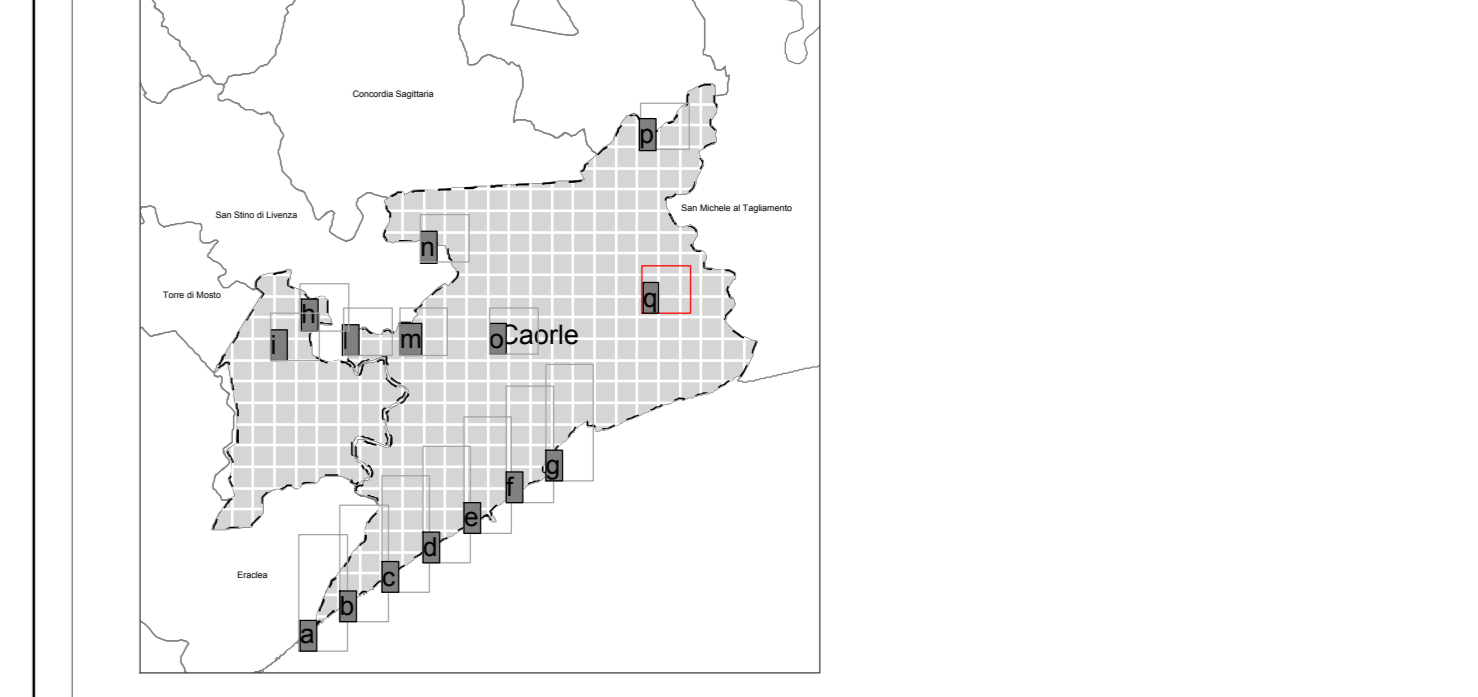 Concordia Sagittaria
p
San Stino di Livenza
San Michele al Tagliamento
n
Torre di Mosto
q
h
i
l
m
o
Caorle
g
f
e
d
Eraclea
c
b
a